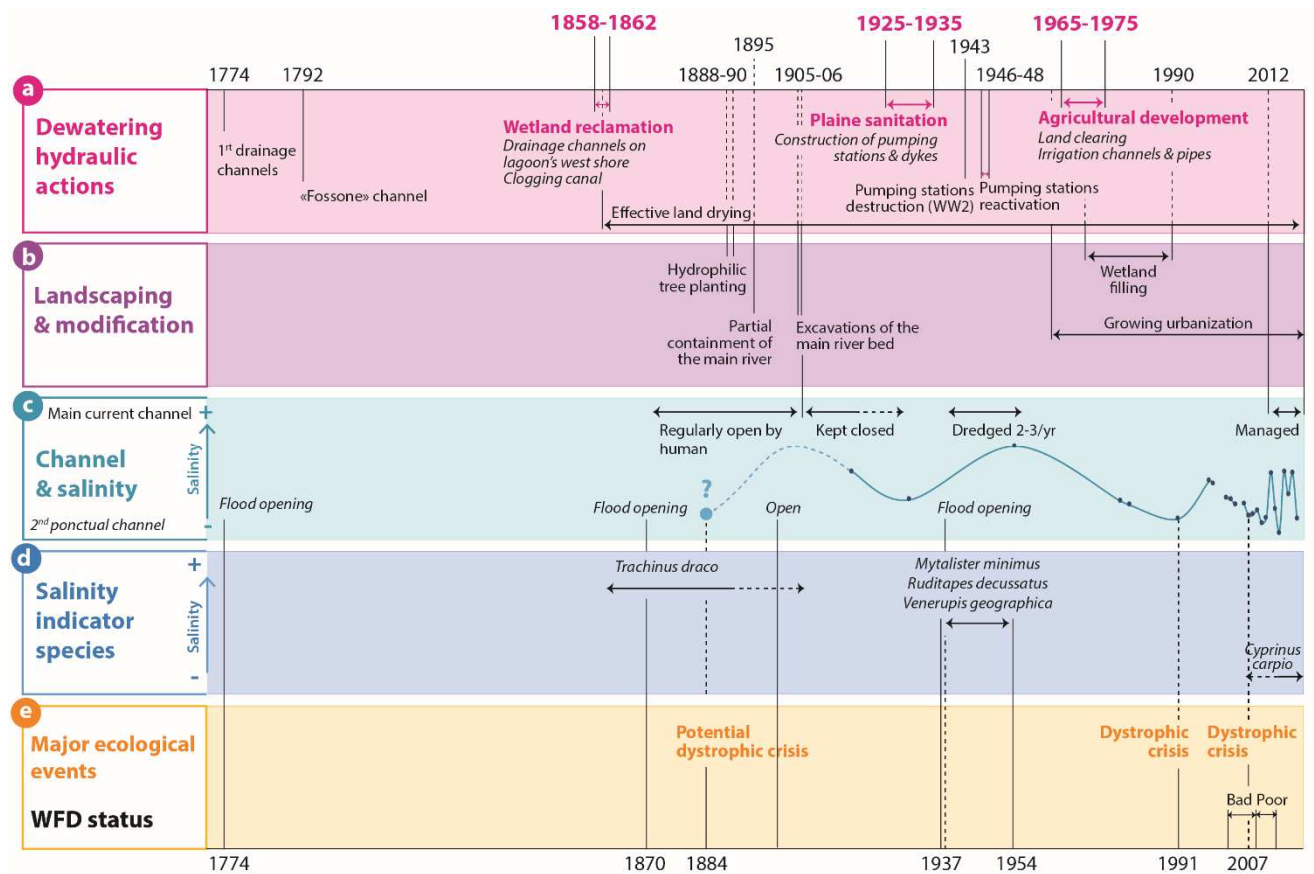 1858-1862
1925-1935
1965-1975
1895
1943
1774
1792
1888-90
1905-06
1946-48
1990
2012
a
Dewatering
hydraulic
actions
1rt drainage
channels
«Fossone» channel
Wetland reclamation
Drainage channels on
lagoon's west shore
Clogging canal
Plaine sanitation
Construction of pumping
stations & dykes
Agricultural development
Land clearing
Irrigation channels & pipes
Pumping stations
destruction (WW2)
Pumping stations
reactivation
Effective land drying
b
Landscaping
& modification
Hydrophilic
tree planting
Partial
containment of
the main river
Excavations of the
main river bed
Wetland
filling
Growing urbanization
c
Main current channel
+
Channel
& salinity
Salinity
2nd ponctual channel
-
Regularly open by
human
Kept closed
Dredged 2-3/yr
Managed
?
Flood opening
Flood opening
Open
Flood opening
d
Salinity
indicator
species
+
Salinity
-
Trachinus draco
Mytalister minimus
Ruditapes decussatus
Venerupis geographica
Cyprinus
carpio
e
Major ecological
events
WFD status
Potential
dystrophic crisis
Dystrophic
crisis
Dystrophic
crisis
Bad
Poor
1774
1870
1884
1937
1954
1991
2007